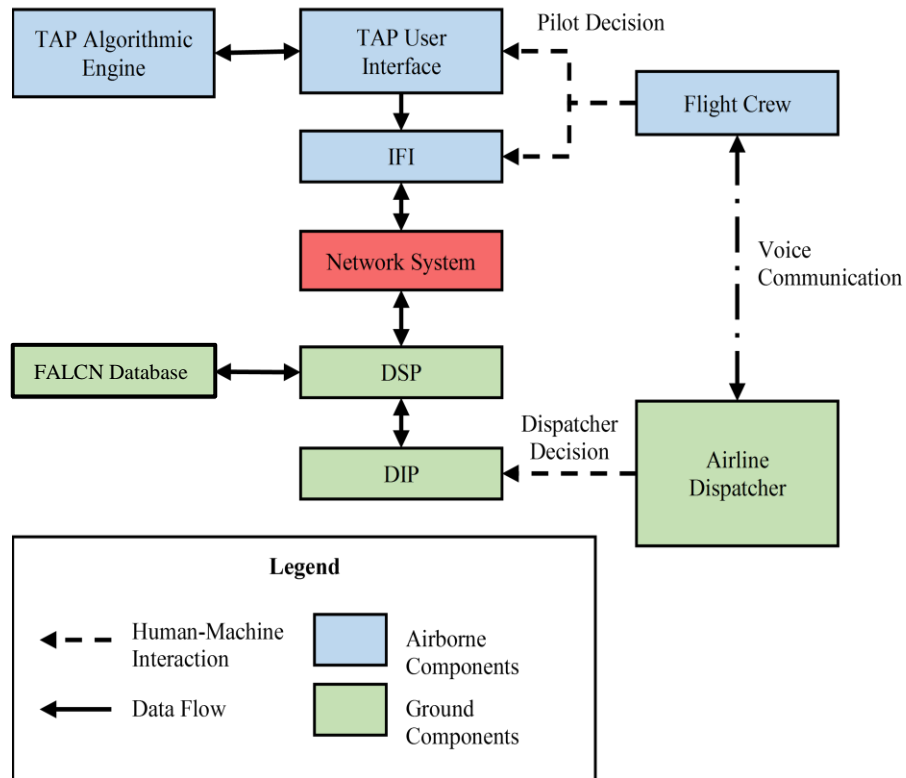 TAP Algorithmic
Engine
TAP User
Interface
Pilot Decision
Flight Crew
IFI
Network System
Voice
Communication
FALCN Database
DSP
Dispatcher
Decision
DIP
Airline
Dispatcher
Legend
Human-Machine
Interaction
Airborne
Components
Data Flow
Ground
Components